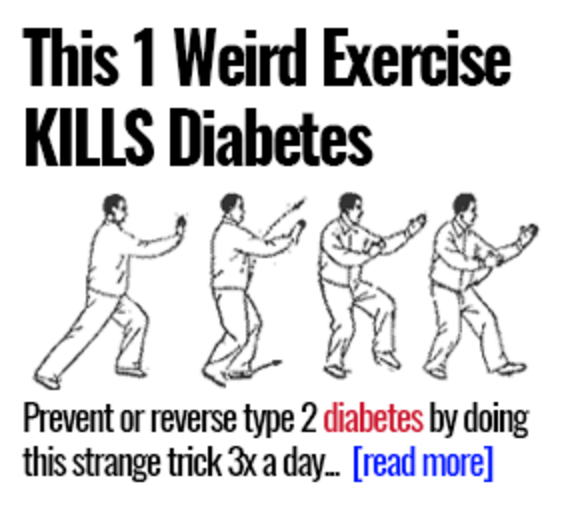 This 1 Weird Exercise
KILLS Diabetes
Prevent or reverse type 2 diabetes by doing
this strange trick 3x a day... [read more]